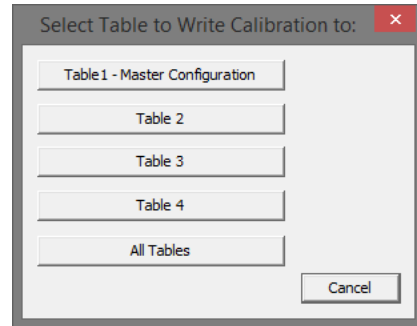 Select Table to Write Calibration to:
Table1 - Master Configuration
Table 2
Table 3
Table 4
All Tables
Cancel